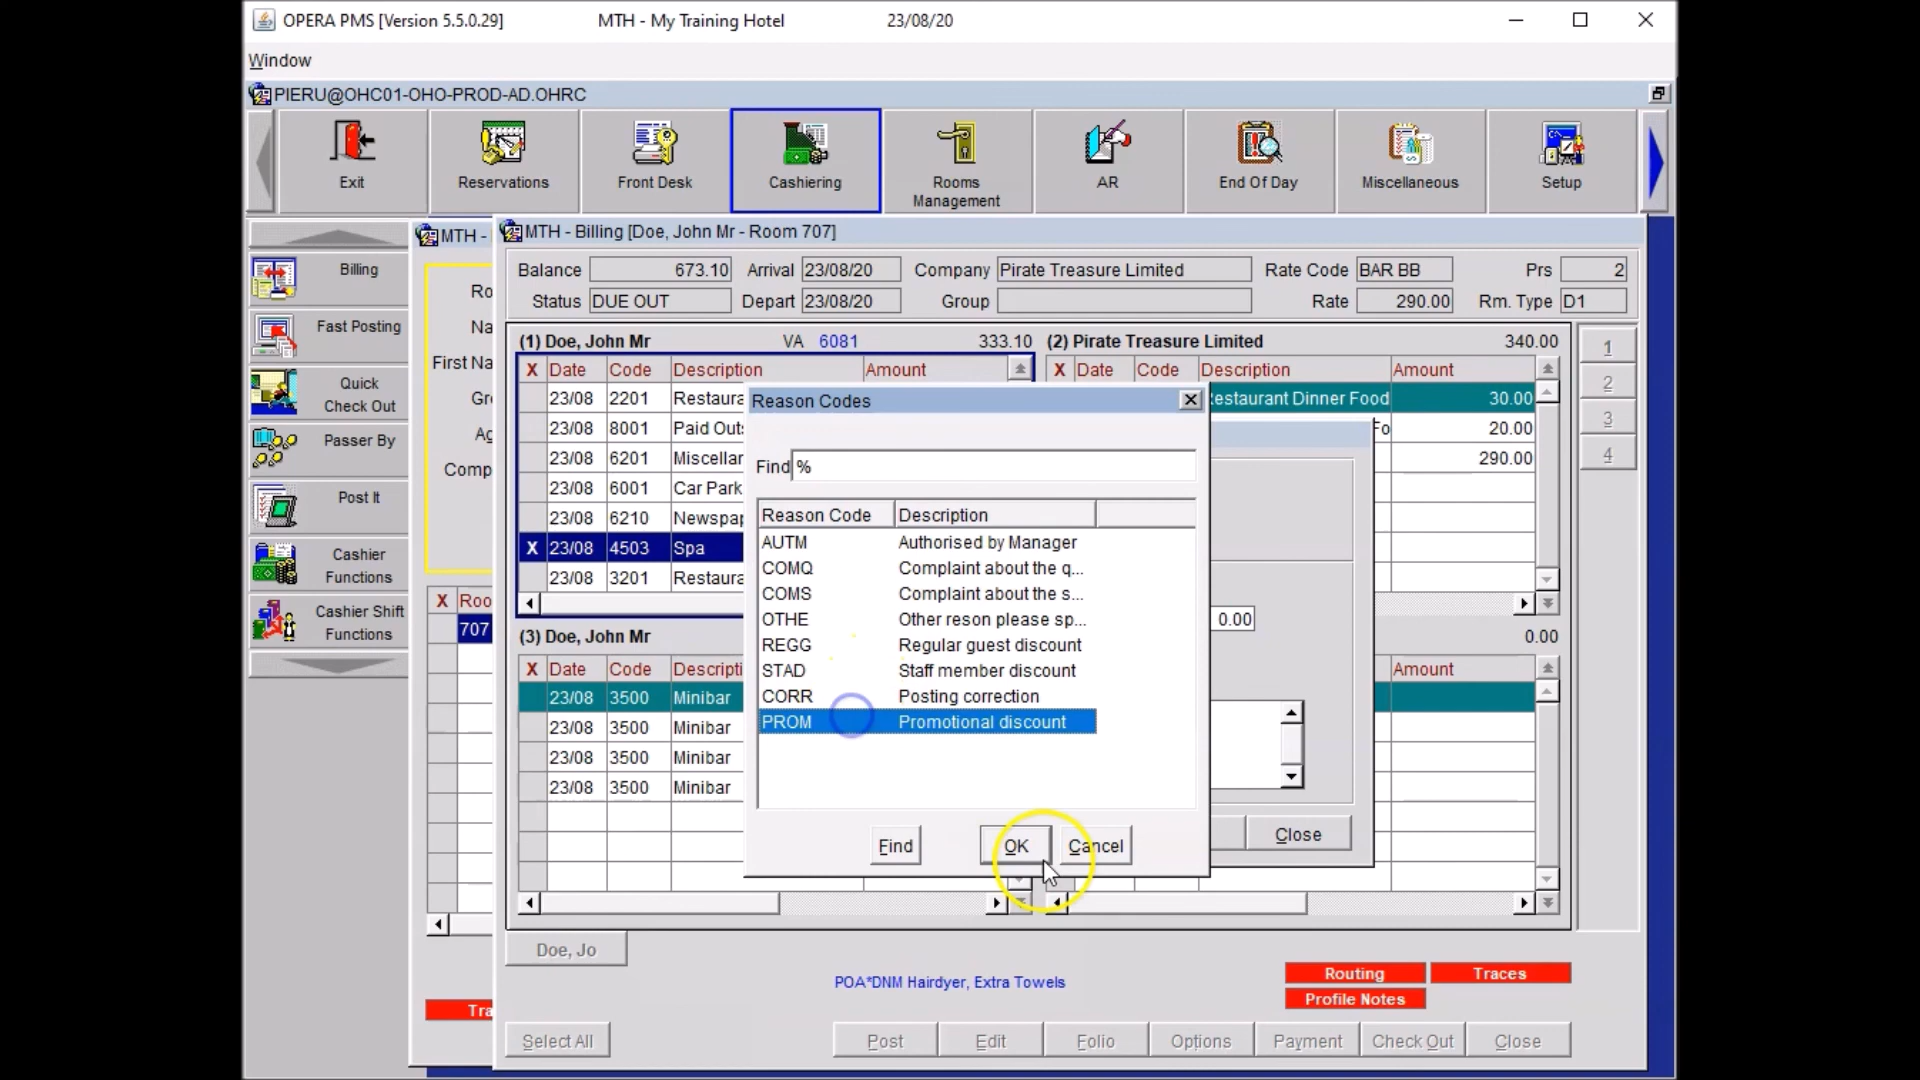 OPERA PMS [Version 5.5.0.29] MTH - My Training Hotel 23/08/20
Window
PIERU@OHC01-OHO-PROD-AD.OHRC
Exit Reservations Front Desk Cashiering Rooms Management AR End Of Day Miscellaneous Setup
Billing
Fast Posting
Quick Check Out
Passer By
Post It
Cashier Functions
Cashier Shift Functions
MTH -
Ro
Na
First Na
Gro
Comp
X Roo
707
Tra
MTH - Billing [Doe, John Mr - Room 707]
Balance 673.10 Arrival 23/08/20 Company Pirate Treasure Limited Rate Code BAR BB Prs 2
Status DUE OUT Depart 23/08/20 Group Rate 290.00 Rm. Type D1
(1) Doe, John Mr VA 6081 333.10
X Date Code Description Amount
23/08 2201 Restaura
23/08 8001 Paid Outs
23/08 6201 Miscellar
23/08 6001 Car Park
23/08 6210 Newspap
X 23/08 4503 Spa
23/08 3201 Restaura
(2) Pirate Treasure Limited 340.00
X Date Code Description Amount
Restaurant Dinner Food 30.00
Fo 20.00
290.00
1
2
3
4
Reason Codes
Find %
Reason Code Description
AUTM Authorised by Manager
COMQ Complaint about the q...
COMS Complaint about the s...
OTHE Other reson please sp...
REGG Regular guest discount
STAD Staff member discount
CORR Posting correction
PROM Promotional discount
Find OK Cancel
0.00
Close
(3) Doe, John Mr 0.00
X Date Code Descripti Amount
23/08 3500 Minibar
23/08 3500 Minibar
23/08 3500 Minibar
23/08 3500 Minibar
Doe, Jo
POA*DNM Hairdyer, Extra Towels
Routing Traces
Profile Notes
Select All Post Edit Folio Options Payment Check Out Close